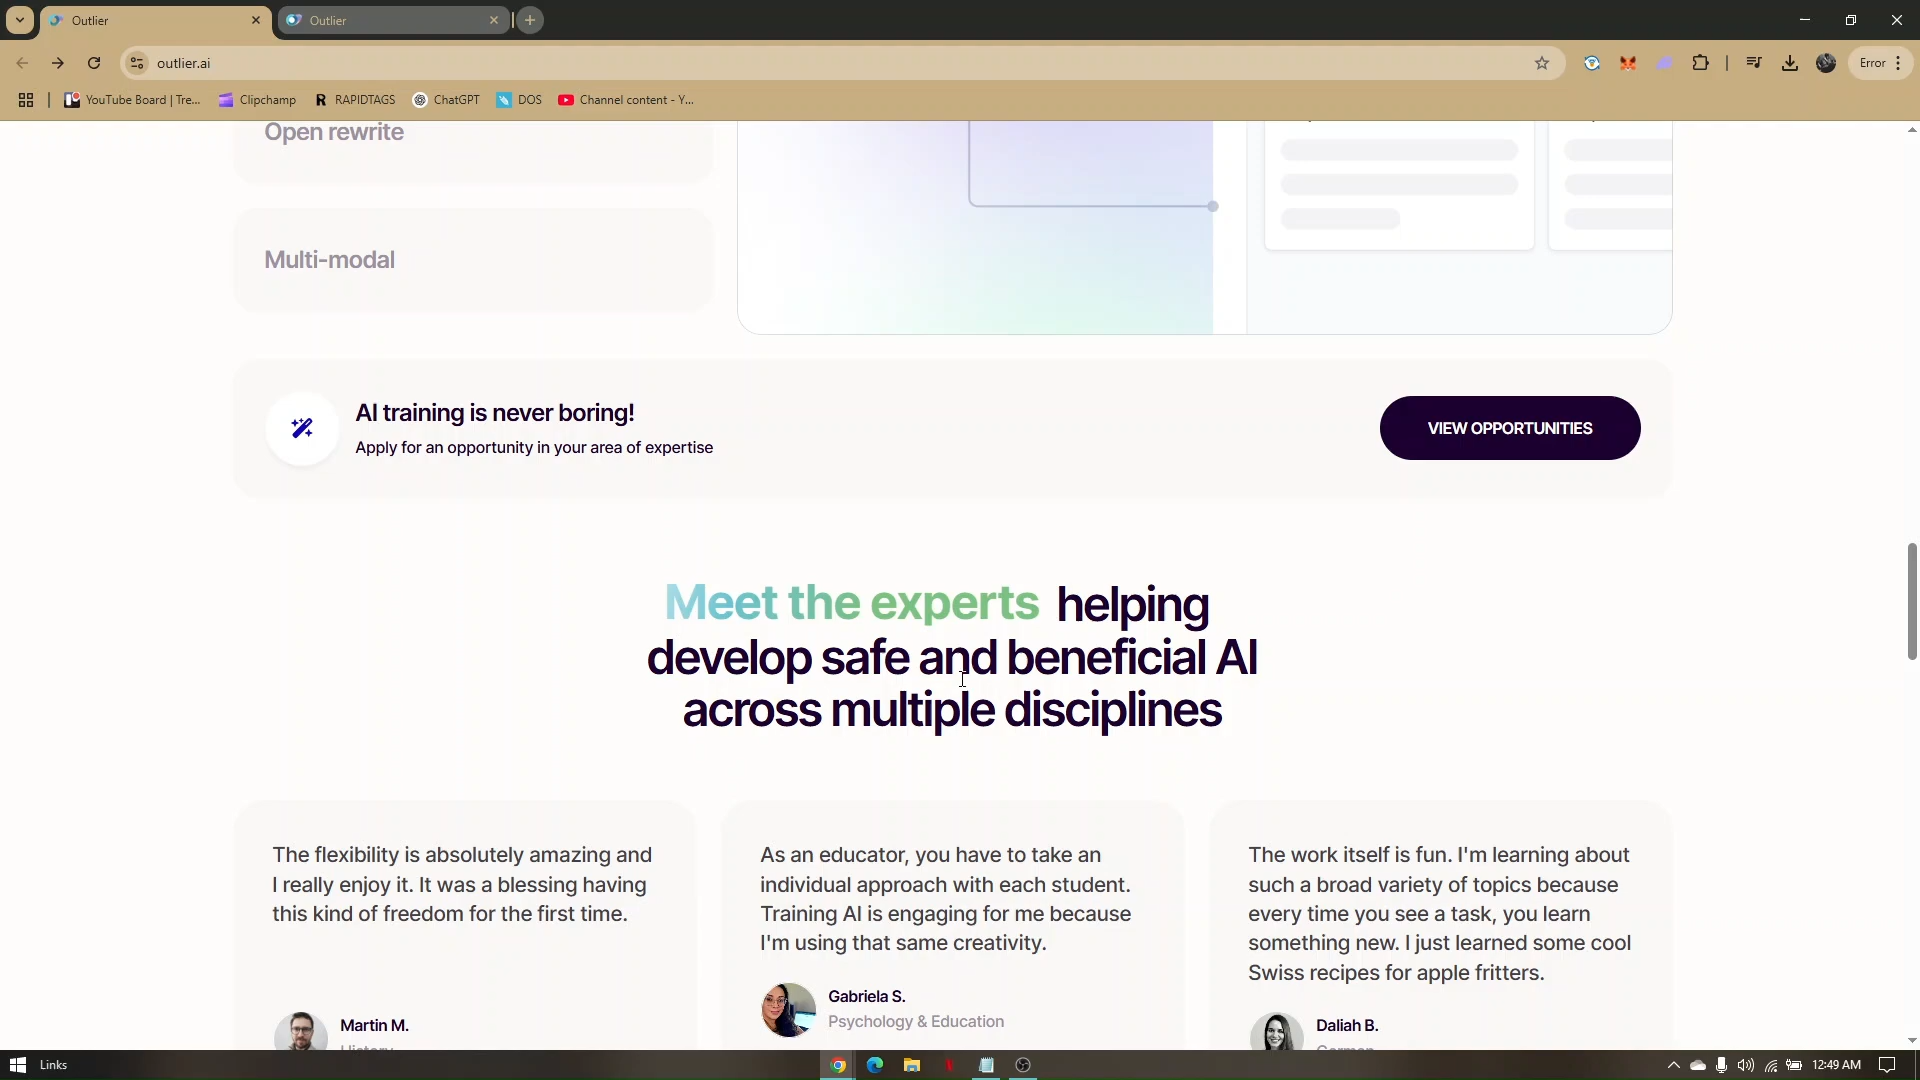 Outlier
Outlier
outlier.ai
Error
YouTube Board | Tre...
Clipchamp
RAPIDTAGS
ChatGPT
DOS
Channel content - Y...
Open rewrite
Multi-modal
AI training is never boring!
Apply for an opportunity in your area of expertise
VIEW OPPORTUNITIES
Meet the experts helping
develop safe and beneficial AI
across multiple disciplines
The flexibility is absolutely amazing and
I really enjoy it. It was a blessing having
this kind of freedom for the first time.
Martin M.
History
As an educator, you have to take an
individual approach with each student.
Training AI is engaging for me because
I'm using that same creativity.
Gabriela S.
Psychology & Education
The work itself is fun. I'm learning about
such a broad variety of topics because
every time you see a task, you learn
something new. I just learned some cool
Swiss recipes for apple fritters.
Daliah B.
German
Links
12:49 AM